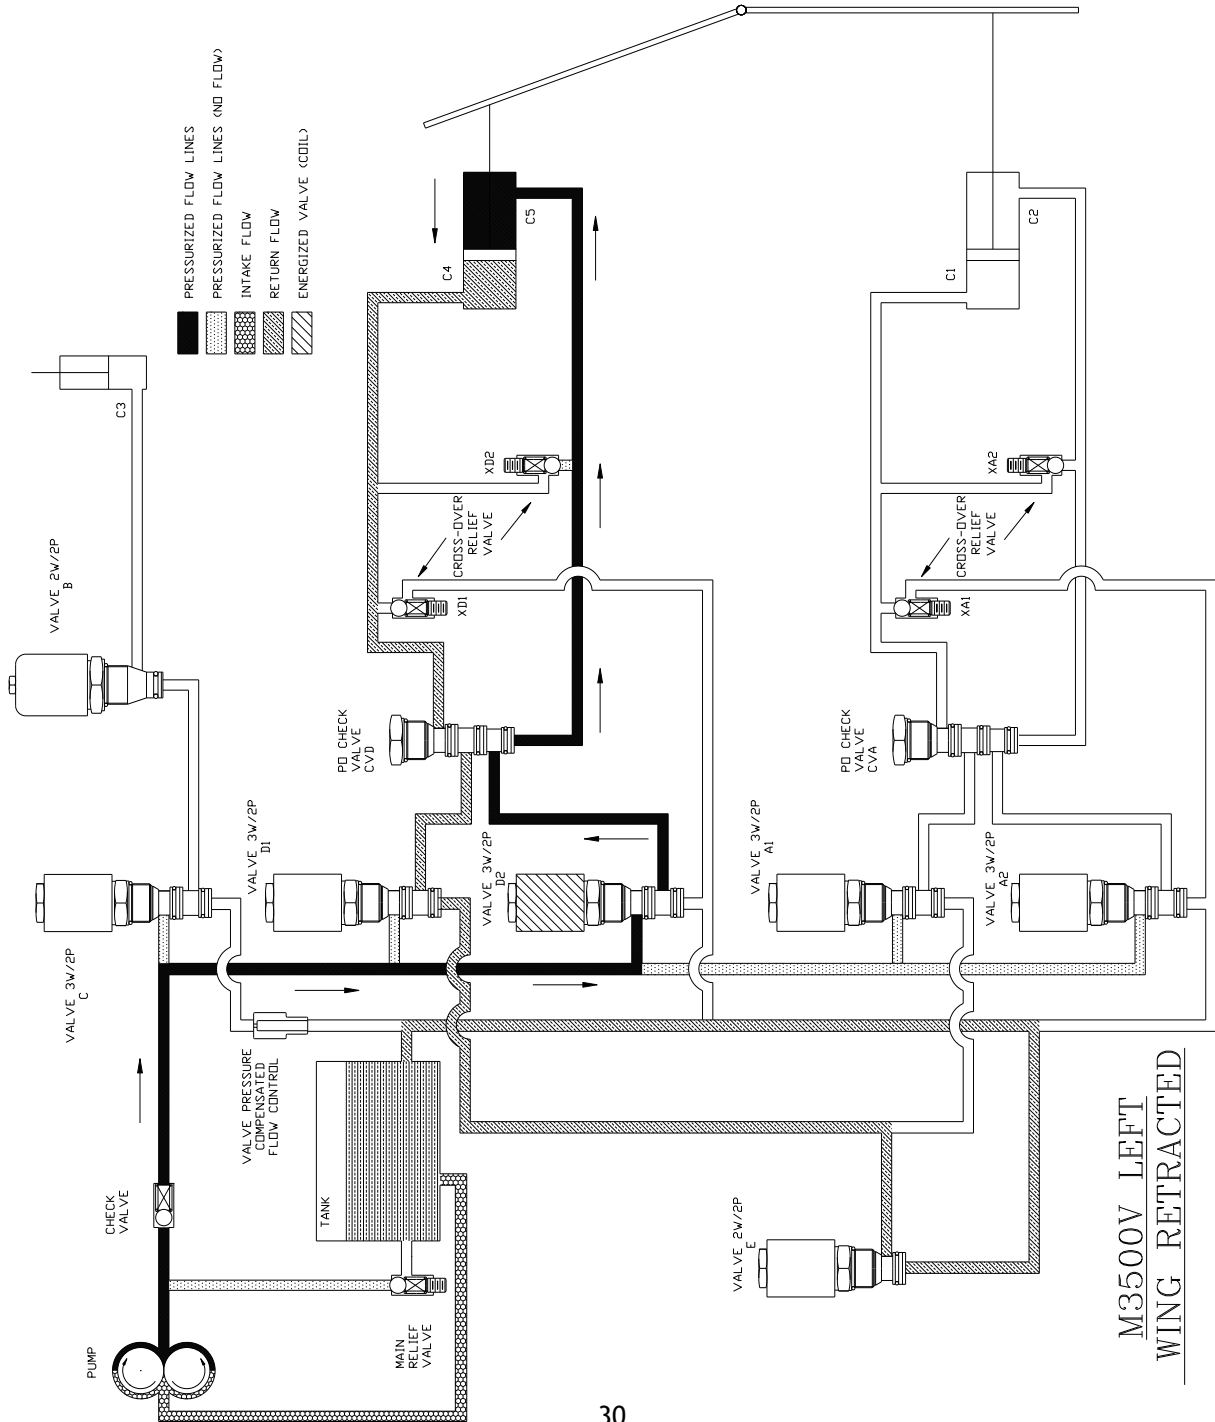 PRESSURIZED FLOW LINES
PRESSURIZED FLOW LINES (NO FLOW)
INTAKE FLOW
RETURN FLOW
ENERGIZED VALVE (COIL)
C3
VALVE 2W/2P
B
C4
C5
XD2
CROSS-OVER
RELIEF
VALVE
XD1
PO CHECK
VALVE
CVD
C1
C2
XA2
CROSS-OVER
RELIEF
VALVE
XA1
PO CHECK
VALVE
CVA
VALVE 3W/2P
C
VALVE 3W/2P
D1
VALVE 3W/2P
D2
VALVE 3W/2P
A1
VALVE 3W/2P
A2
VALVE PRESSURE
COMPENSATED
FLOW CONTROL
CHECK
VALVE
TANK
VALVE 2W/2P
E
PUMP
MAIN
RELIEF
VALVE
M3500V LEFT
WING RETRACTED
30